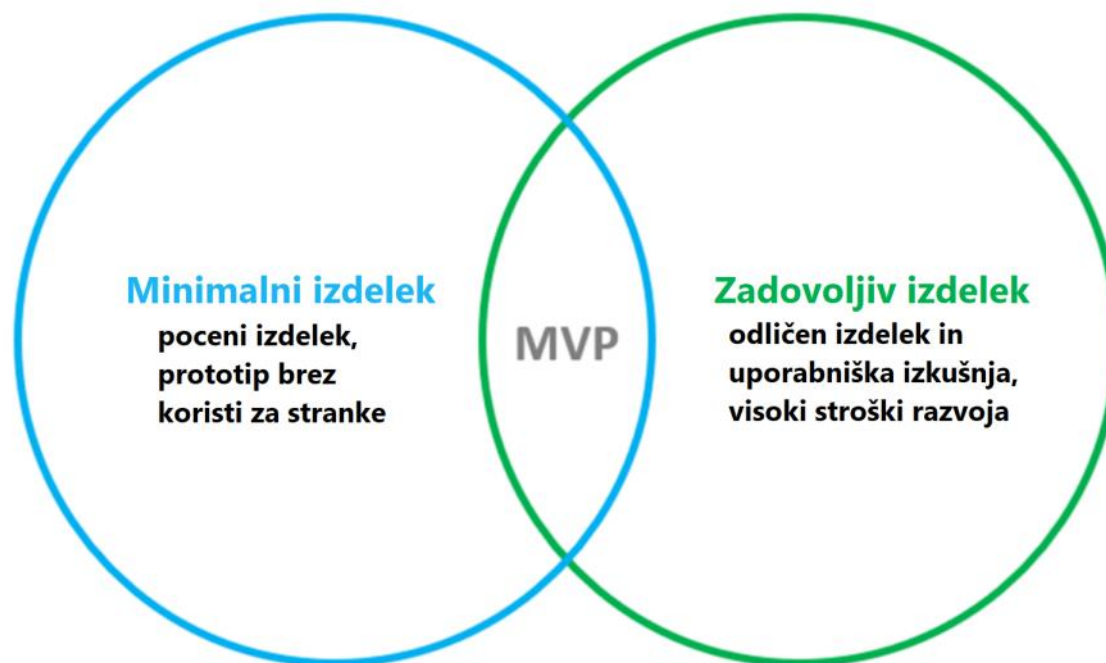 Minimalni izdelek
poceni izdelek,
prototip brez
koristi za stranke
MVP
Zadovoljiv izdelek
odličen izdelek in
uporabniška izkušnja,
visoki stroški razvoja